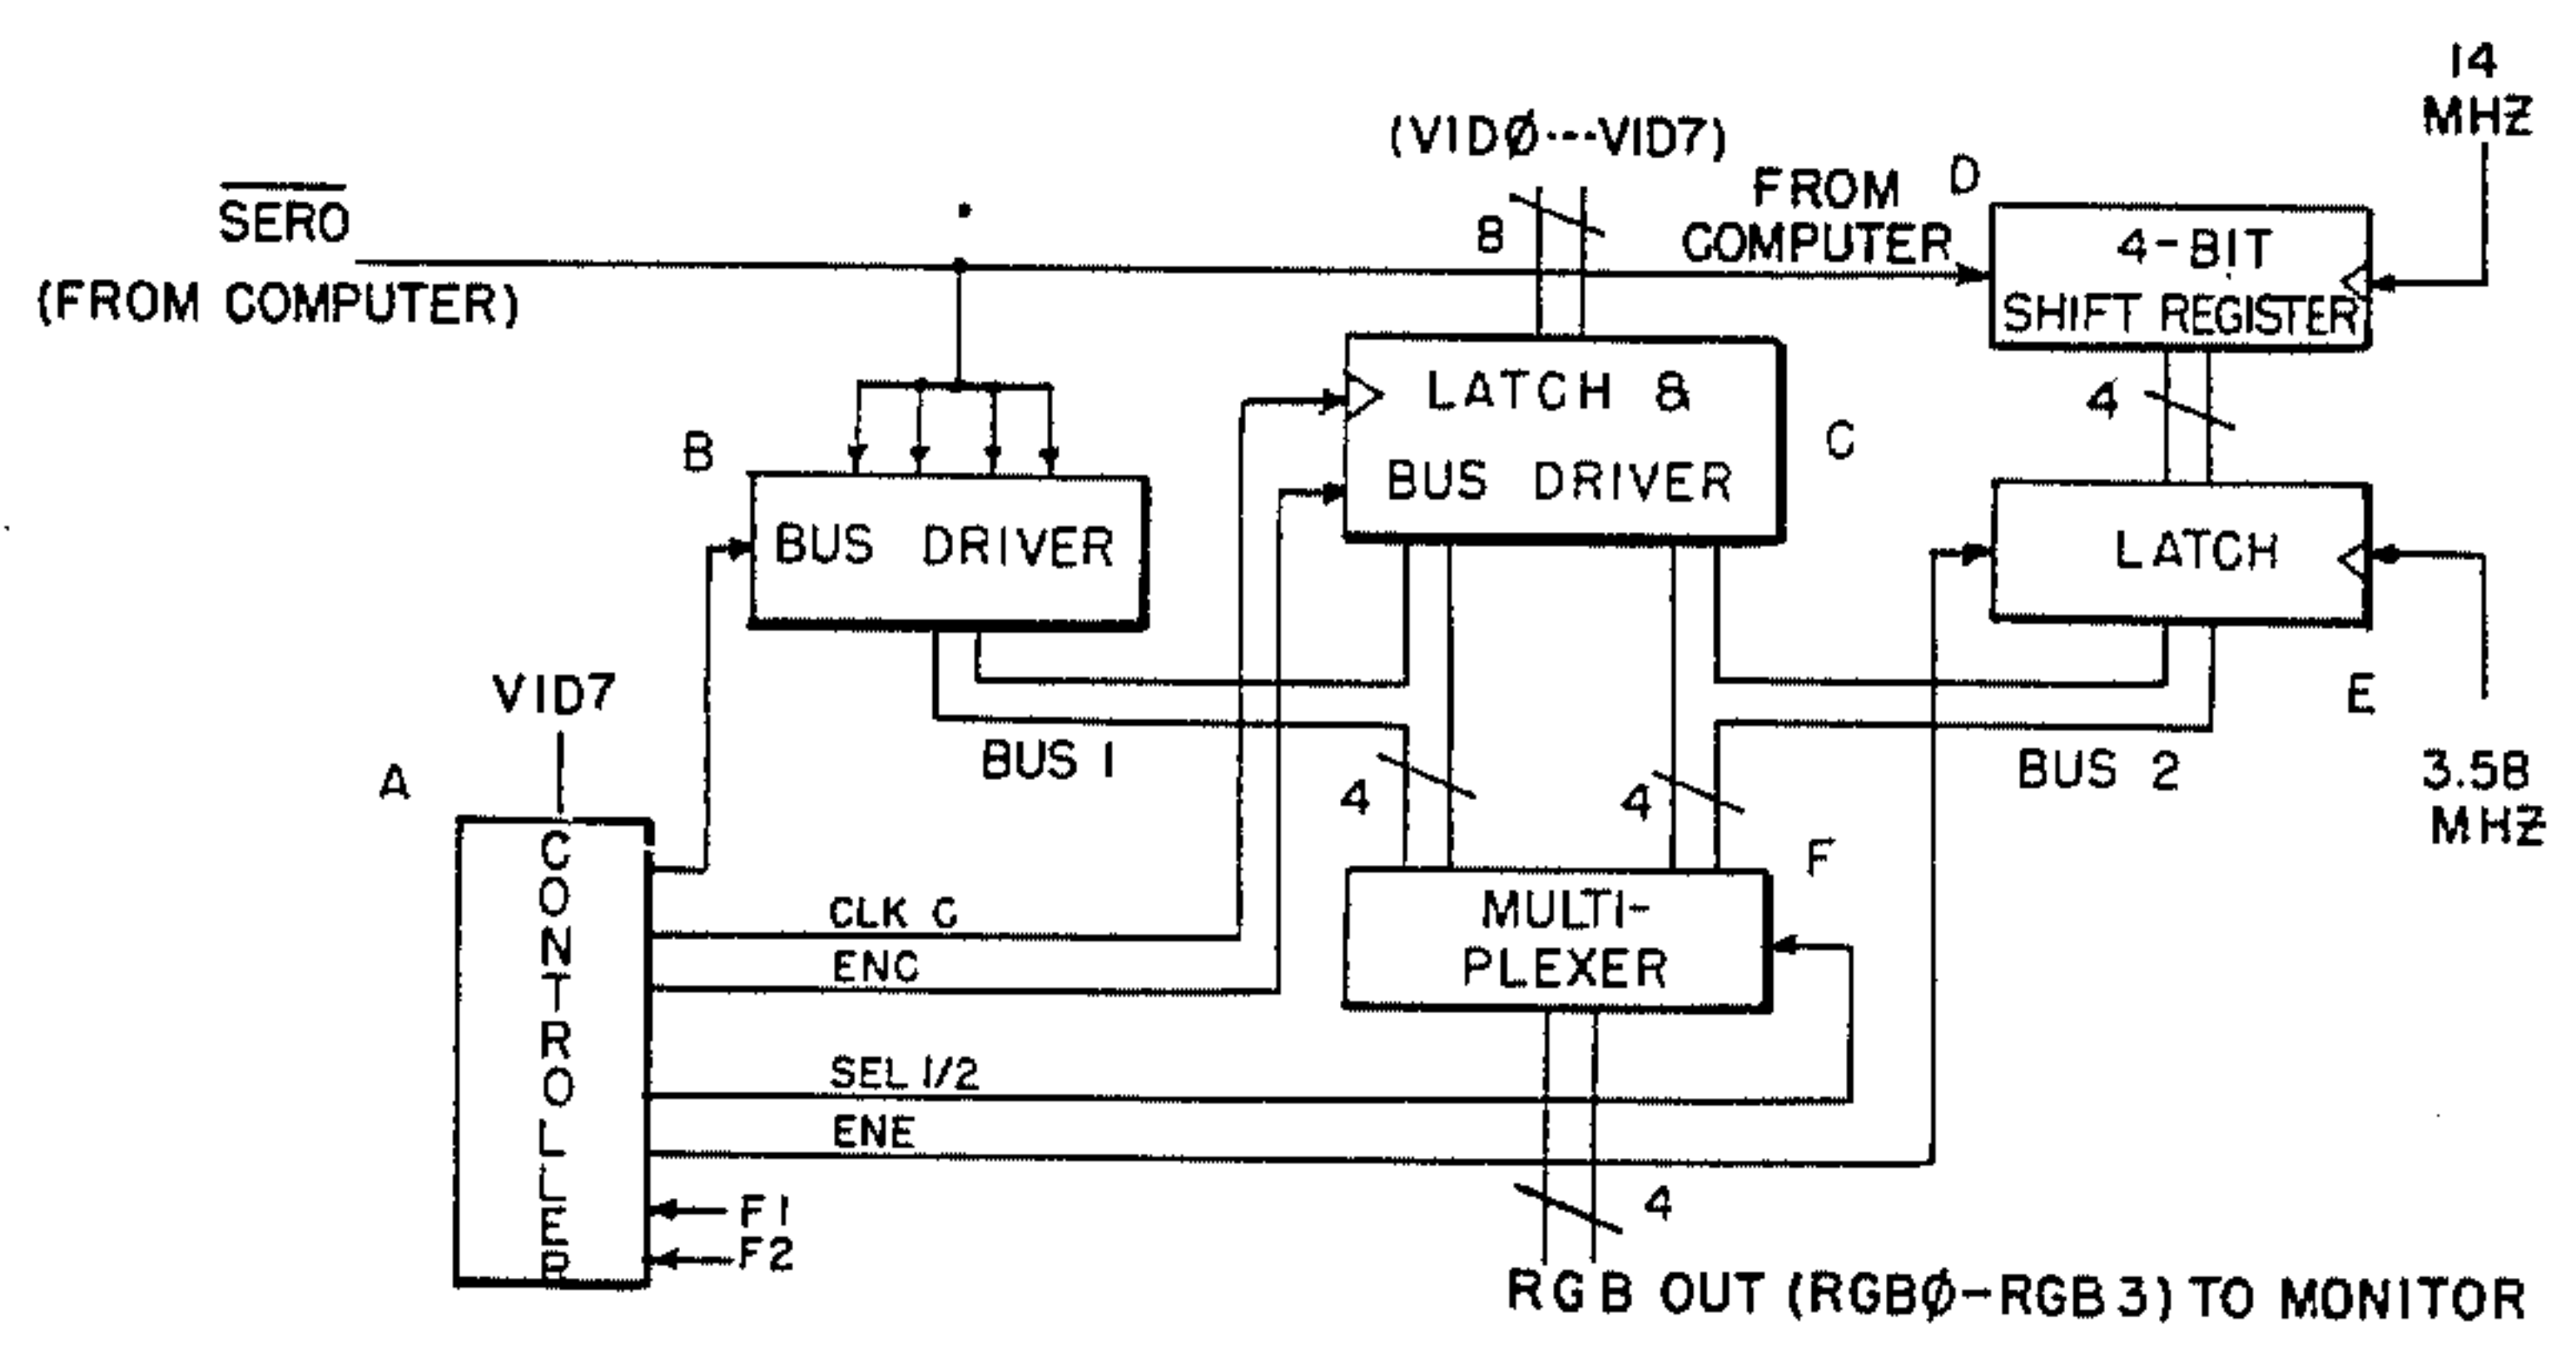 14
MHZ
(VIDØ---VID7)
SERO
(FROM COMPUTER)
8
FROM
COMPUTER
D
4-BIT
SHIFT REGISTER
LATCH &
BUS DRIVER
C
4
B
BUS DRIVER
LATCH
E
VID7
A
BUS 1
4
4
BUS 2
3.58
MHZ
F
CONTROLLER
MULTI-
PLEXER
CLK C
ENC
SEL 1/2
ENE
F1
F2
4
RGB OUT (RGBØ-RGB3) TO MONITOR